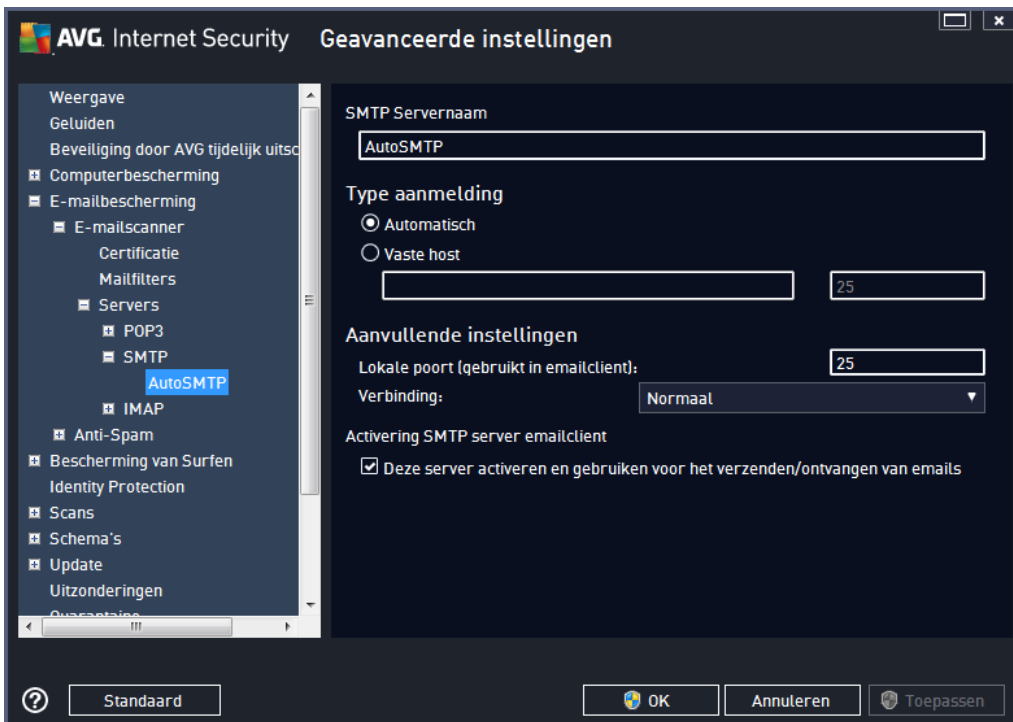 AVG. Internet Security Geavanceerde instellingen
Weergave
Geluiden
Beveiliging door AVG tijdelijk uitsc
Computerbescherming
E-mailbescherming
E-mailscanner
Certificatie
Mailfilters
Servers
POP3
SMTP
AutoSMTP
IMAP
Anti-Spam
Bescherming van Surfen
Identity Protection
Scans
Schema's
Update
Uitzonderingen
Quarantaine
SMTP Servernaam
AutoSMTP
Type aanmelding
Automatisch
Vaste host
25
Aanvullende instellingen
Lokale poort (gebruikt in emailclient):
25
Verbinding:
Normaal
Activering SMTP server emailclient
Deze server activeren en gebruiken voor het verzenden/ontvangen van emails
? Standaard OK Annuleren Toepassen